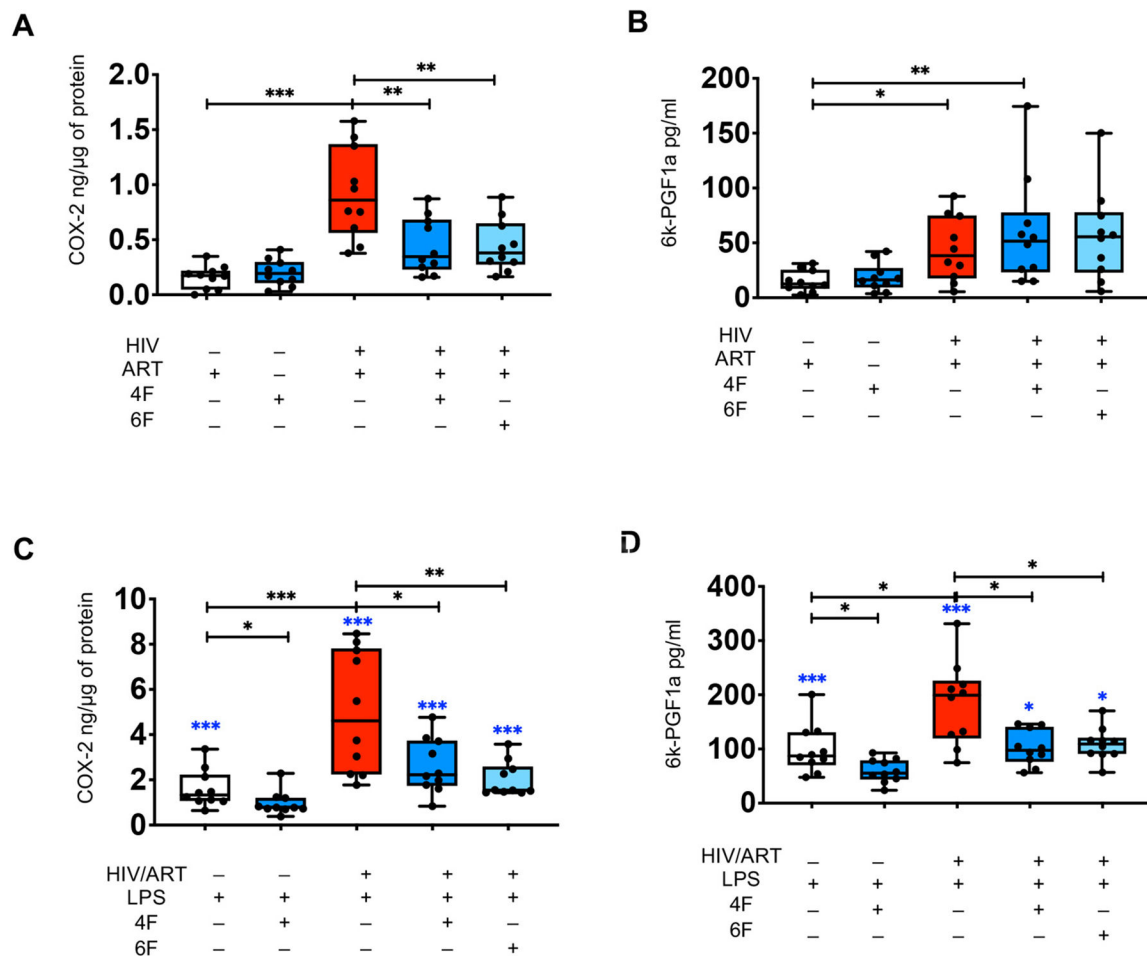 A
COX-2 ng/µg of protein
2.0
1.5
1.0
0.5
0.0
***
**
**
HIV – – + + +
ART + – + + +
4F – + – + –
6F – – – – +
B
6k-PGF1a pg/ml
200
150
100
50
0
**
*
HIV – – + + +
ART + – + + +
4F – + – + –
6F – – – – +
C
COX-2 ng/µg of protein
10
8
6
4
2
0
**
*** *
* ***
***
*** ***
HIV/ART – – + + +
LPS + + + + +
4F – + – + –
6F – – – – +
D
6k-PGF1a pg/ml
400
300
200
100
0
*
* *
* ***
***
* *
HIV/ART – – + + +
LPS + + + + +
4F – + – + –
6F – – – – +